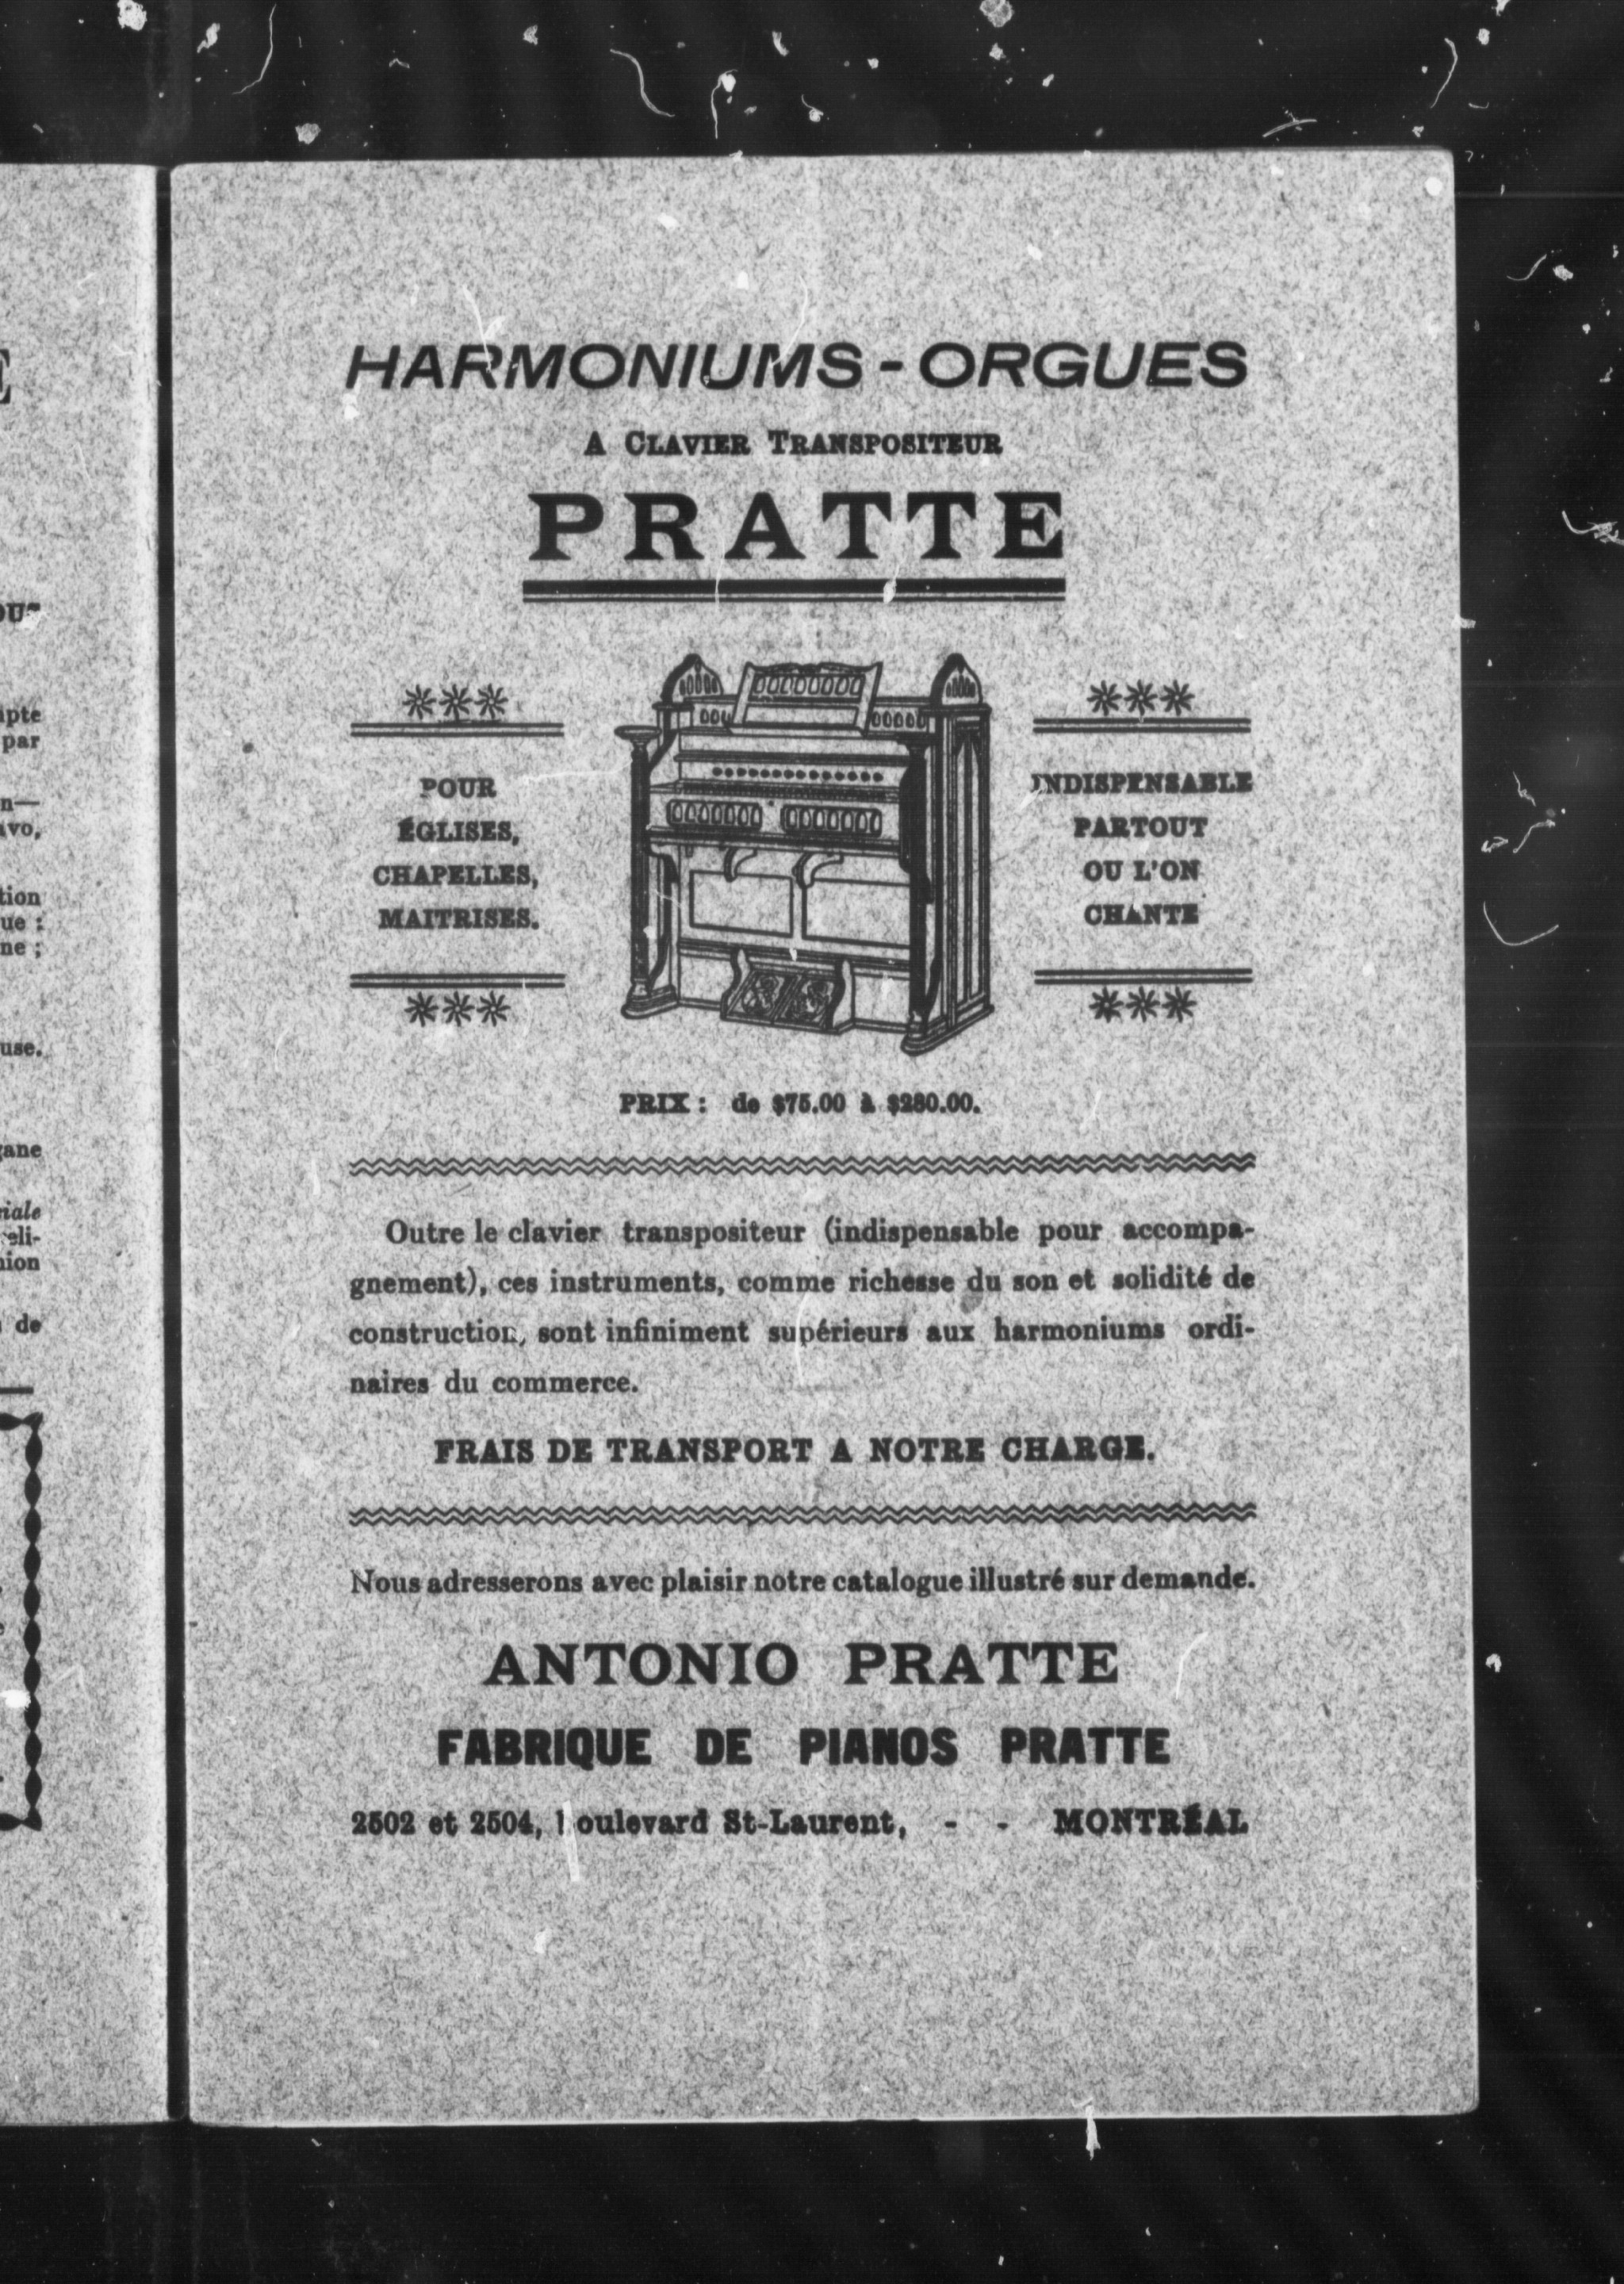 HARMONIUMS - ORGUES
A CLAVIER TRANSPOSITEUR
PRATTE
POUR
ÉGLISES,
CHAPELLES,
MAITRISES.
INDISPENSABLE
PARTOUT
OU L'ON
CHANTE
PRIX : de $75.00 à $280.00.
Outre le clavier transpositeur (indispensable pour accompa-
gnement), ces instruments, comme richesse du son et solidité de
construction, sont infiniment supérieurs aux harmoniums ordi-
naires du commerce.
FRAIS DE TRANSPORT A NOTRE CHARGE.
Nous adresserons avec plaisir notre catalogue illustré sur demande.
ANTONIO PRATTE
FABRIQUE DE PIANOS PRATTE
2502 et 2504, boulevard St-Laurent, - - MONTRÉAL